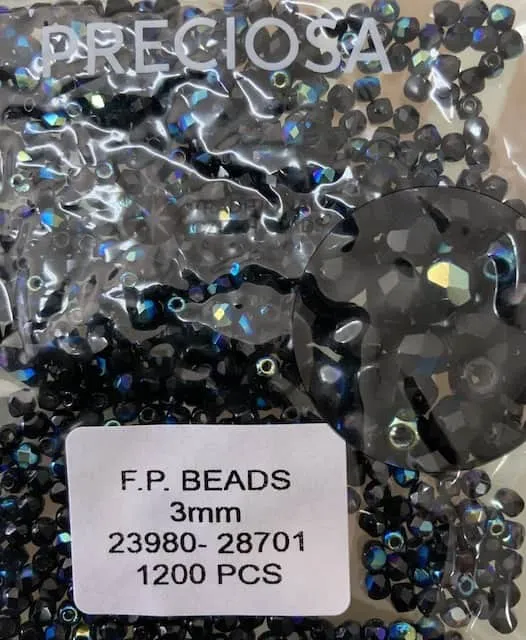 PRECIOSA
F.P. BEADS
3mm
23980- 28701
1200 PCS